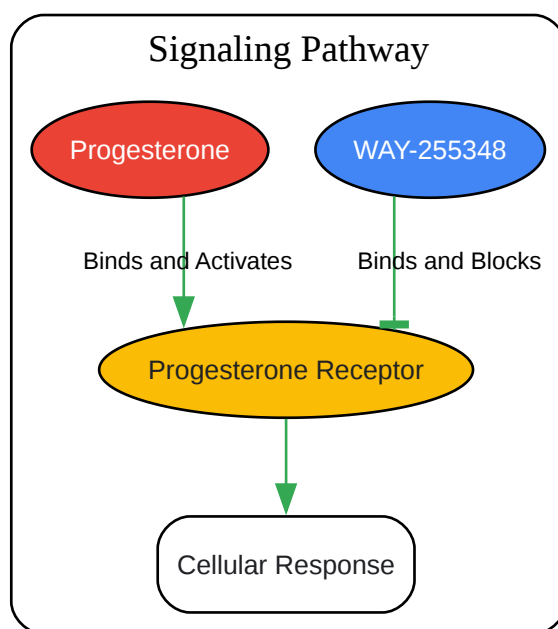 Signaling Pathway
Progesterone
WAY-255348
Binds and Activates
Binds and Blocks
Progesterone Receptor
Cellular Response